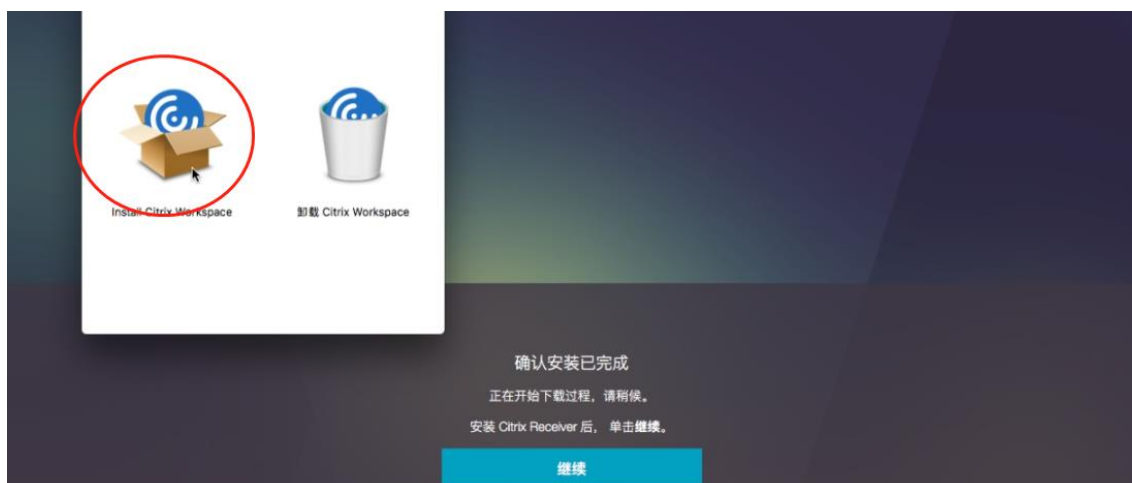 Install Citrix Workspace
卸载 Citrix Workspace
确认安装已完成
正在开始下载过程，请稍候。
安装 Citrix Receiver 后， 单击继续。
继续